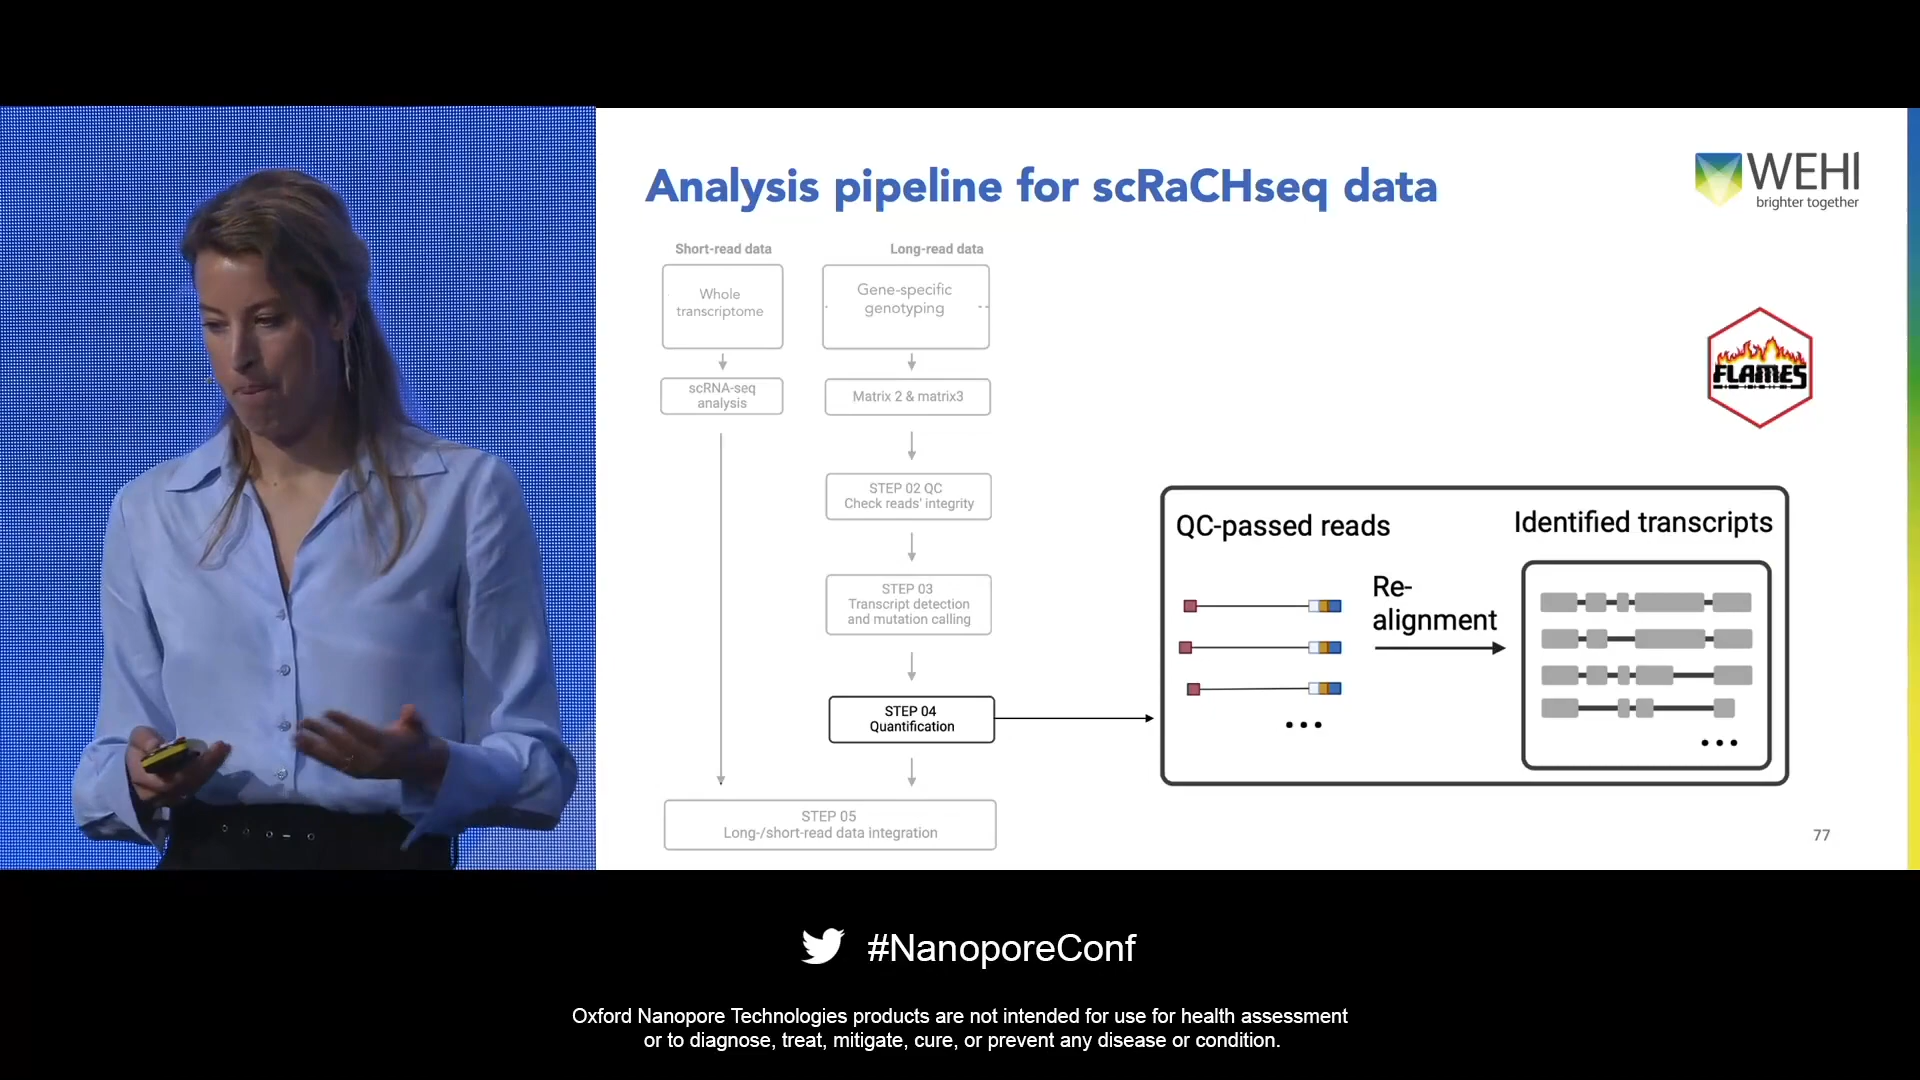 Analysis pipeline for scRaCHseq data
WEHI
brighter together
Short-read data
Long-read data
Whole
transcriptome
Gene-specific
genotyping
scRNA-seq
analysis
Matrix 2 & matrix3
STEP 02 QC
Check reads' integrity
STEP 03
Transcript detection
and mutation calling
STEP 04
Quantification
STEP 05
Long-/short-read data integration
FLAMES
QC-passed reads
Re-
alignment
Identified transcripts
77
#NanoporeConf
Oxford Nanopore Technologies products are not intended for use for health assessment
or to diagnose, treat, mitigate, cure, or prevent any disease or condition.